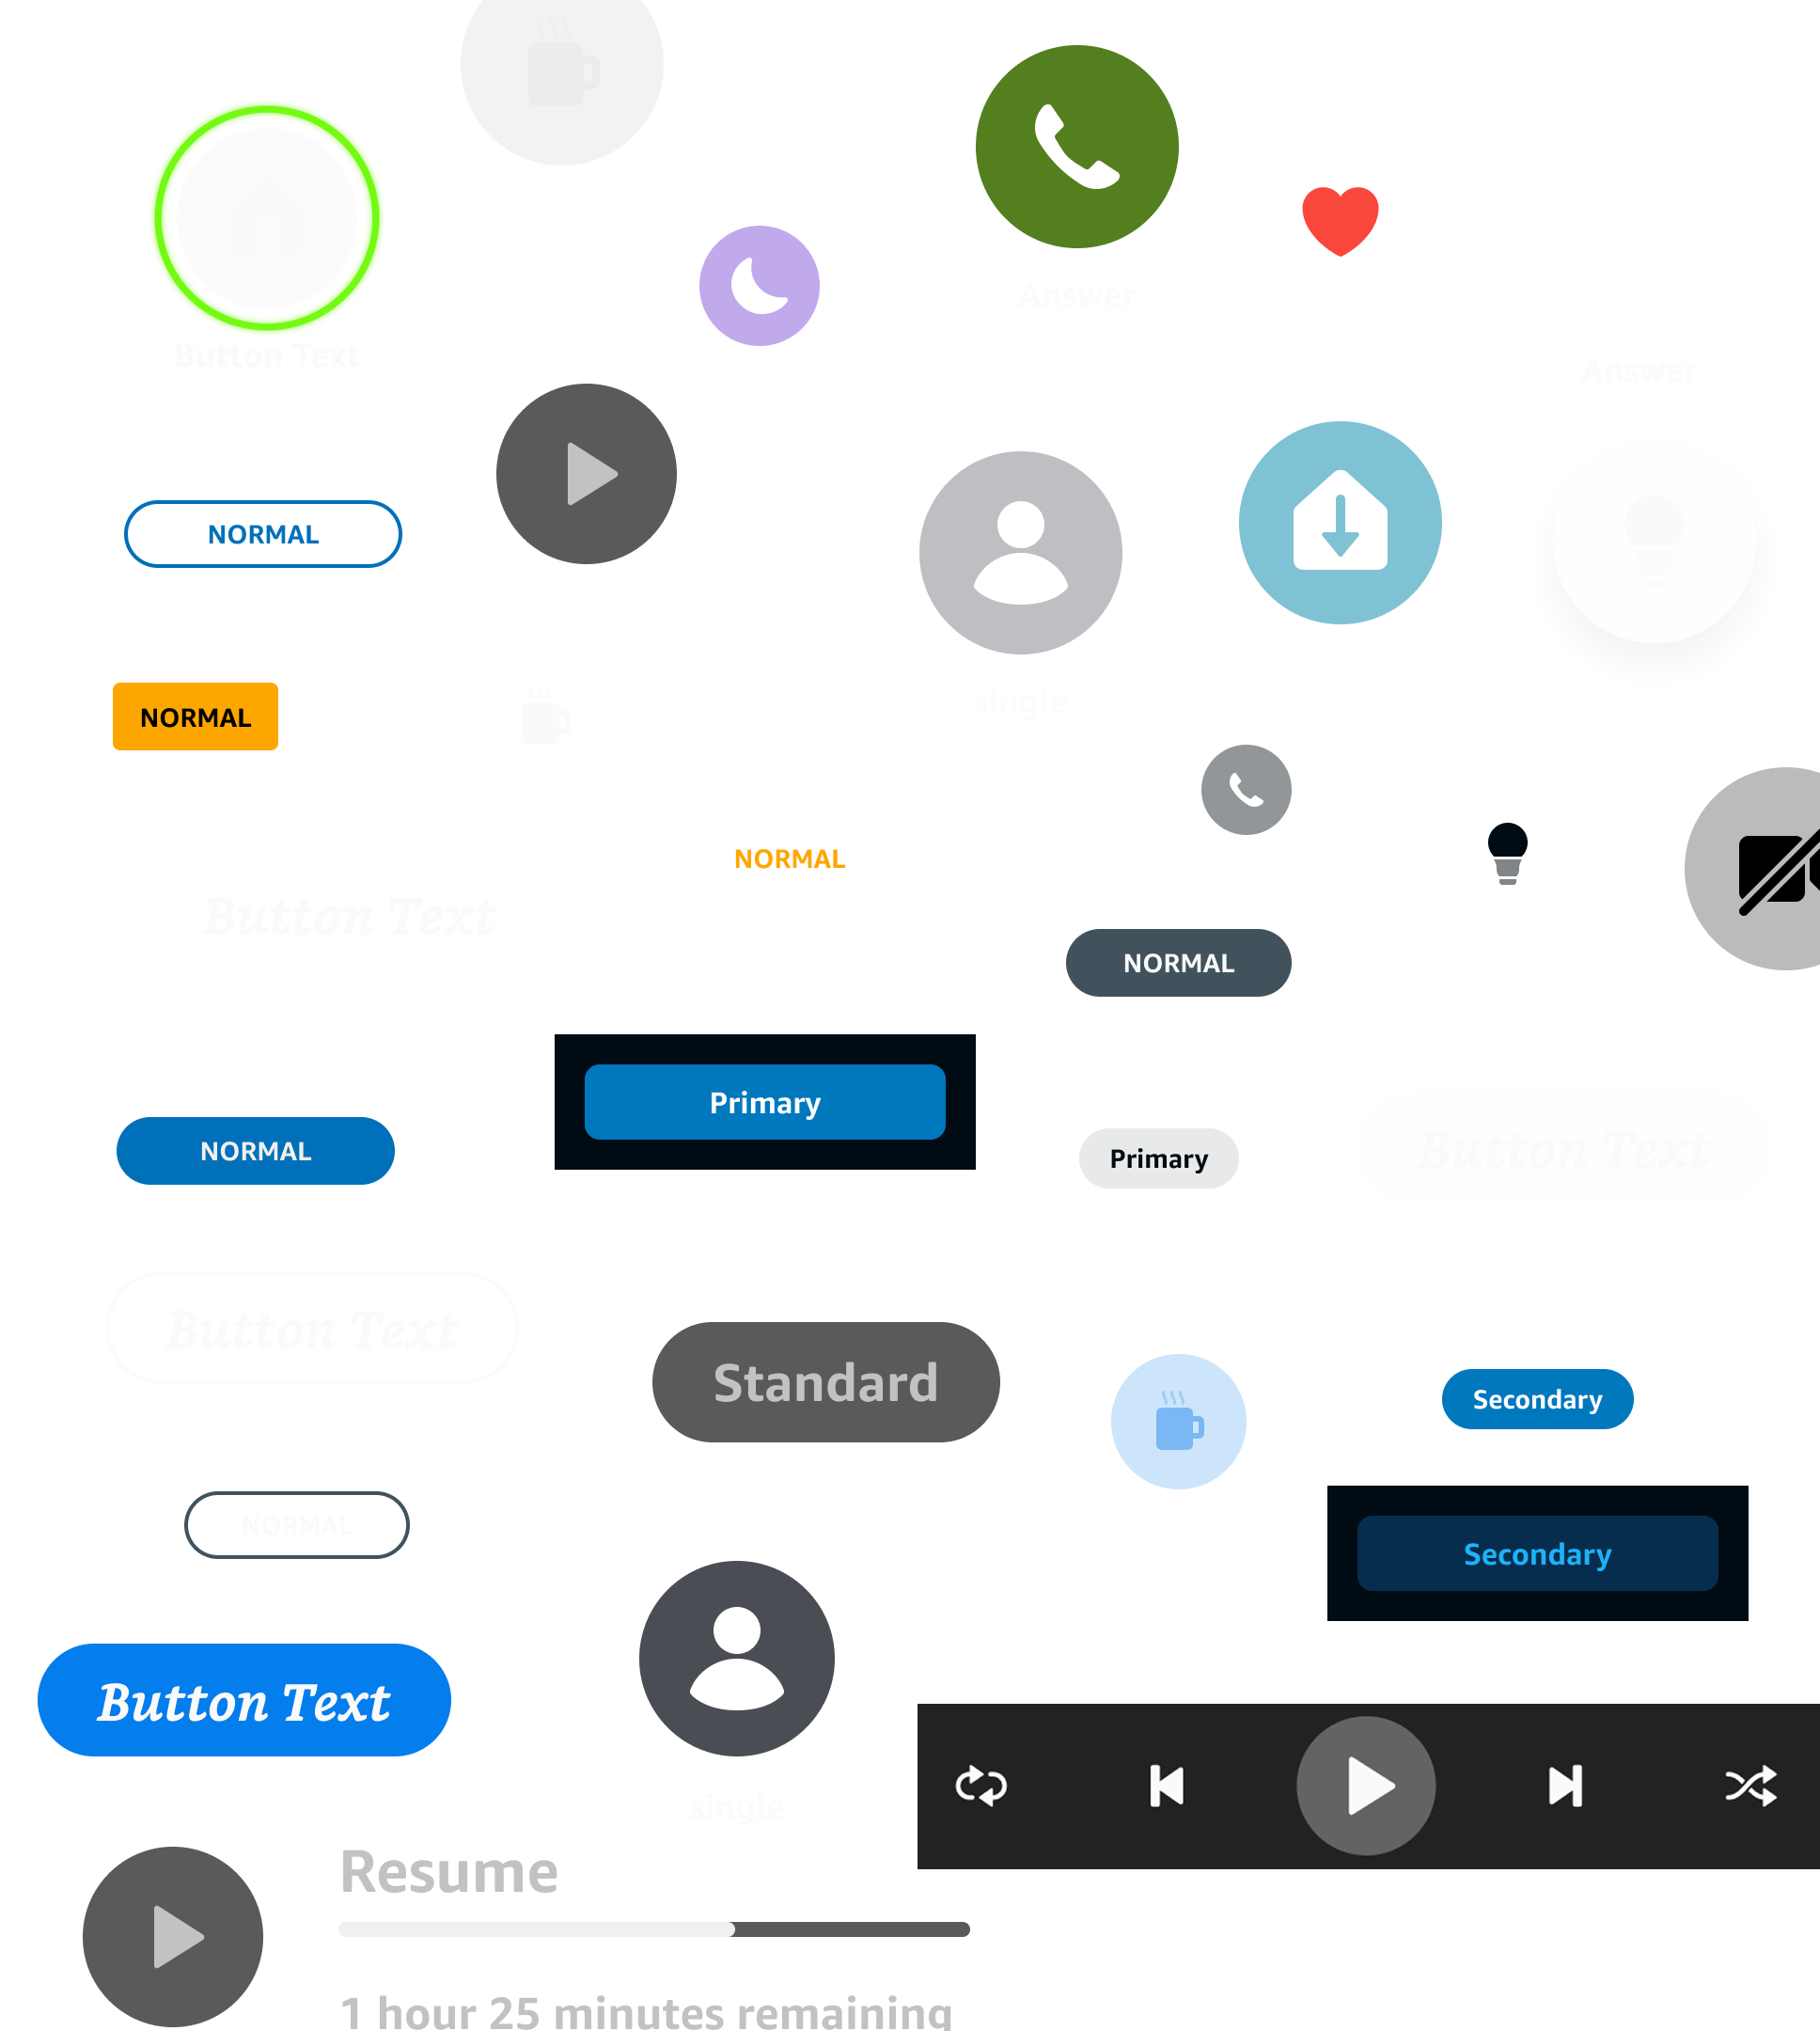 Answer
Button Text
Answer
NORMAL
single
NORMAL
NORMAL
Button Text
NORMAL
Primary
NORMAL
Primary
Button Text
Button Text
Standard
Secondary
NORMAL
Secondary
Button Text
single
Resume
1 hour 25 minutes remaining